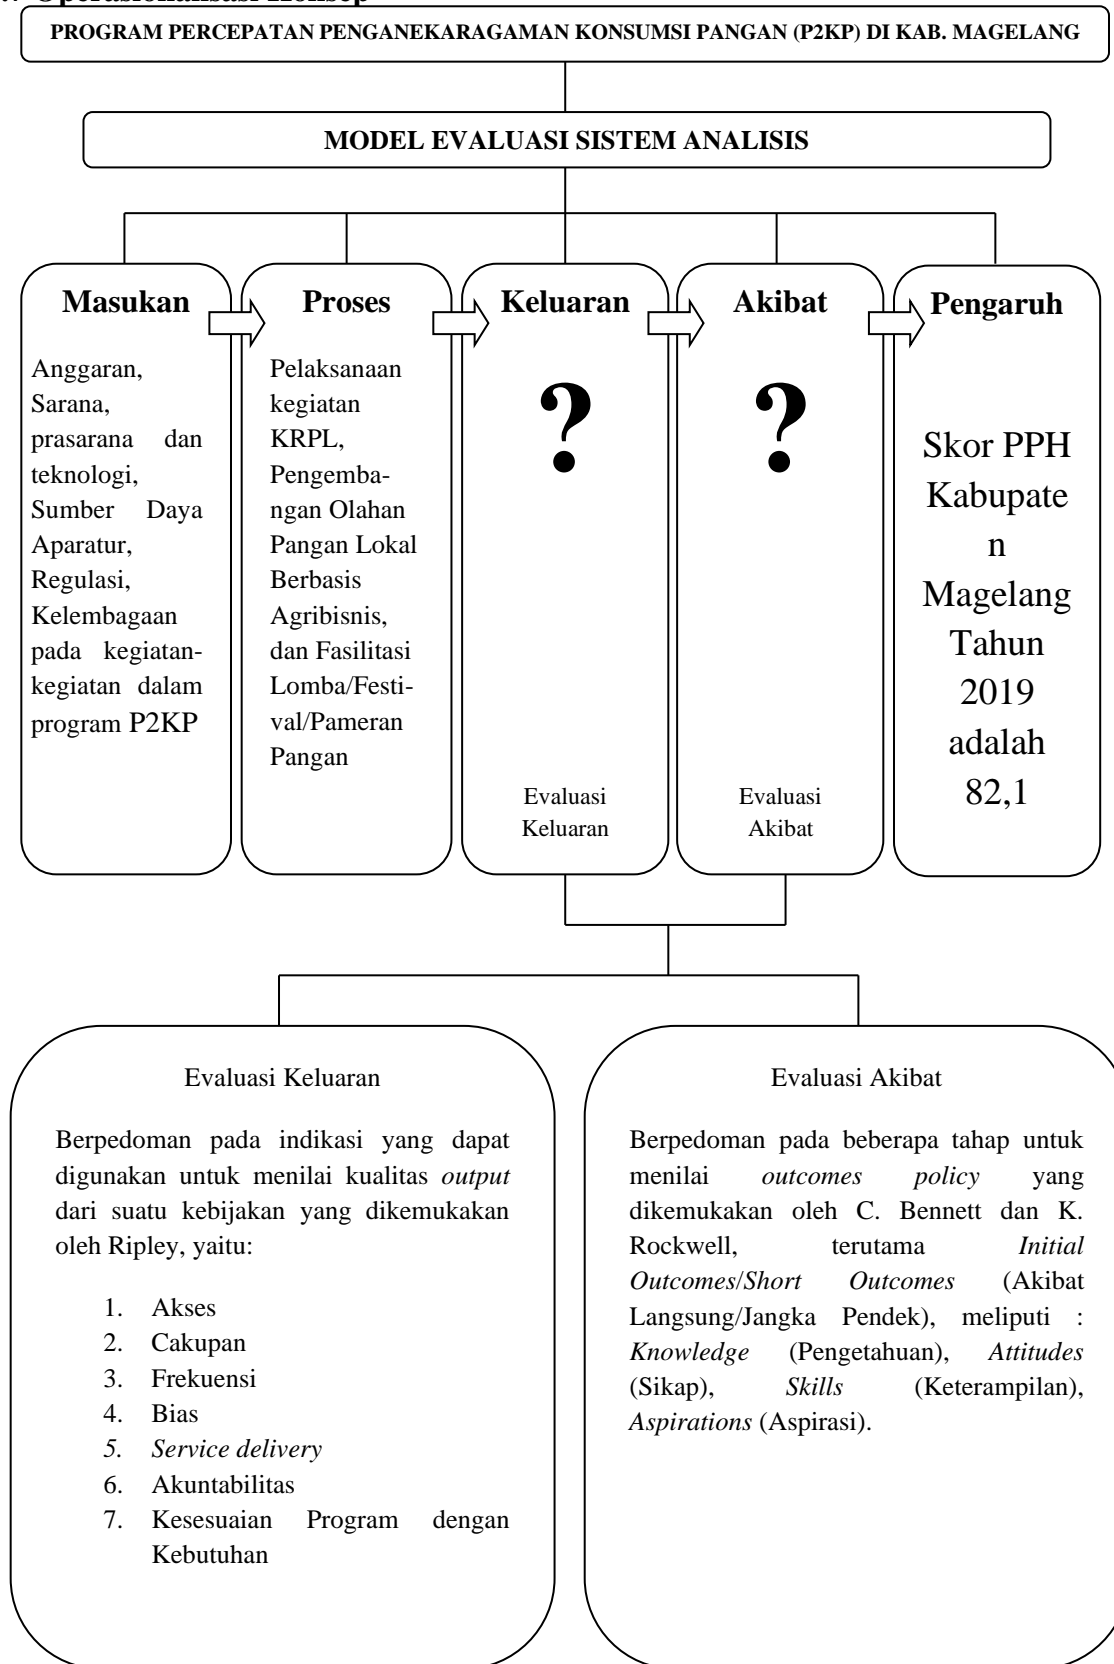 Operasionalisasi Konsep
PROGRAM PERCEPATAN PENGANEKARAGAMAN KONSUMSI PANGAN (P2KP) DI KAB. MAGELANG
MODEL EVALUASI SISTEM ANALISIS
Masukan
Anggaran,
Sarana,
prasarana dan
teknologi,
Sumber Daya
Aparatur,
Regulasi,
Kelembagaan
pada kegiatan-
kegiatan dalam
program P2KP
Proses
Pelaksanaan
kegiatan
KRPL,
Pengemba-
ngan Olahan
Pangan Lokal
Berbasis
Agribisnis,
dan Fasilitasi
Lomba/Festi-
val/Pameran
Pangan
Keluaran
?
Evaluasi
Keluaran
Akibat
?
Evaluasi
Akibat
Pengaruh
Skor PPH
Kabupate
n
Magelang
Tahun
2019
adalah
82,1
Evaluasi Keluaran
Berpedoman pada indikasi yang dapat
digunakan untuk menilai kualitas output
dari suatu kebijakan yang dikemukakan
oleh Ripley, yaitu:
1. Akses
2. Cakupan
3. Frekuensi
4. Bias
5. Service delivery
6. Akuntabilitas
7. Kesesuaian Program dengan
Kebutuhan
Evaluasi Akibat
Berpedoman pada beberapa tahap untuk
menilai outcomes policy yang
dikemukakan oleh C. Bennett dan K.
Rockwell, terutama Initial
Outcomes/Short Outcomes (Akibat
Langsung/Jangka Pendek), meliputi :
Knowledge (Pengetahuan), Attitudes
(Sikap), Skills (Keterampilan),
Aspirations (Aspirasi).